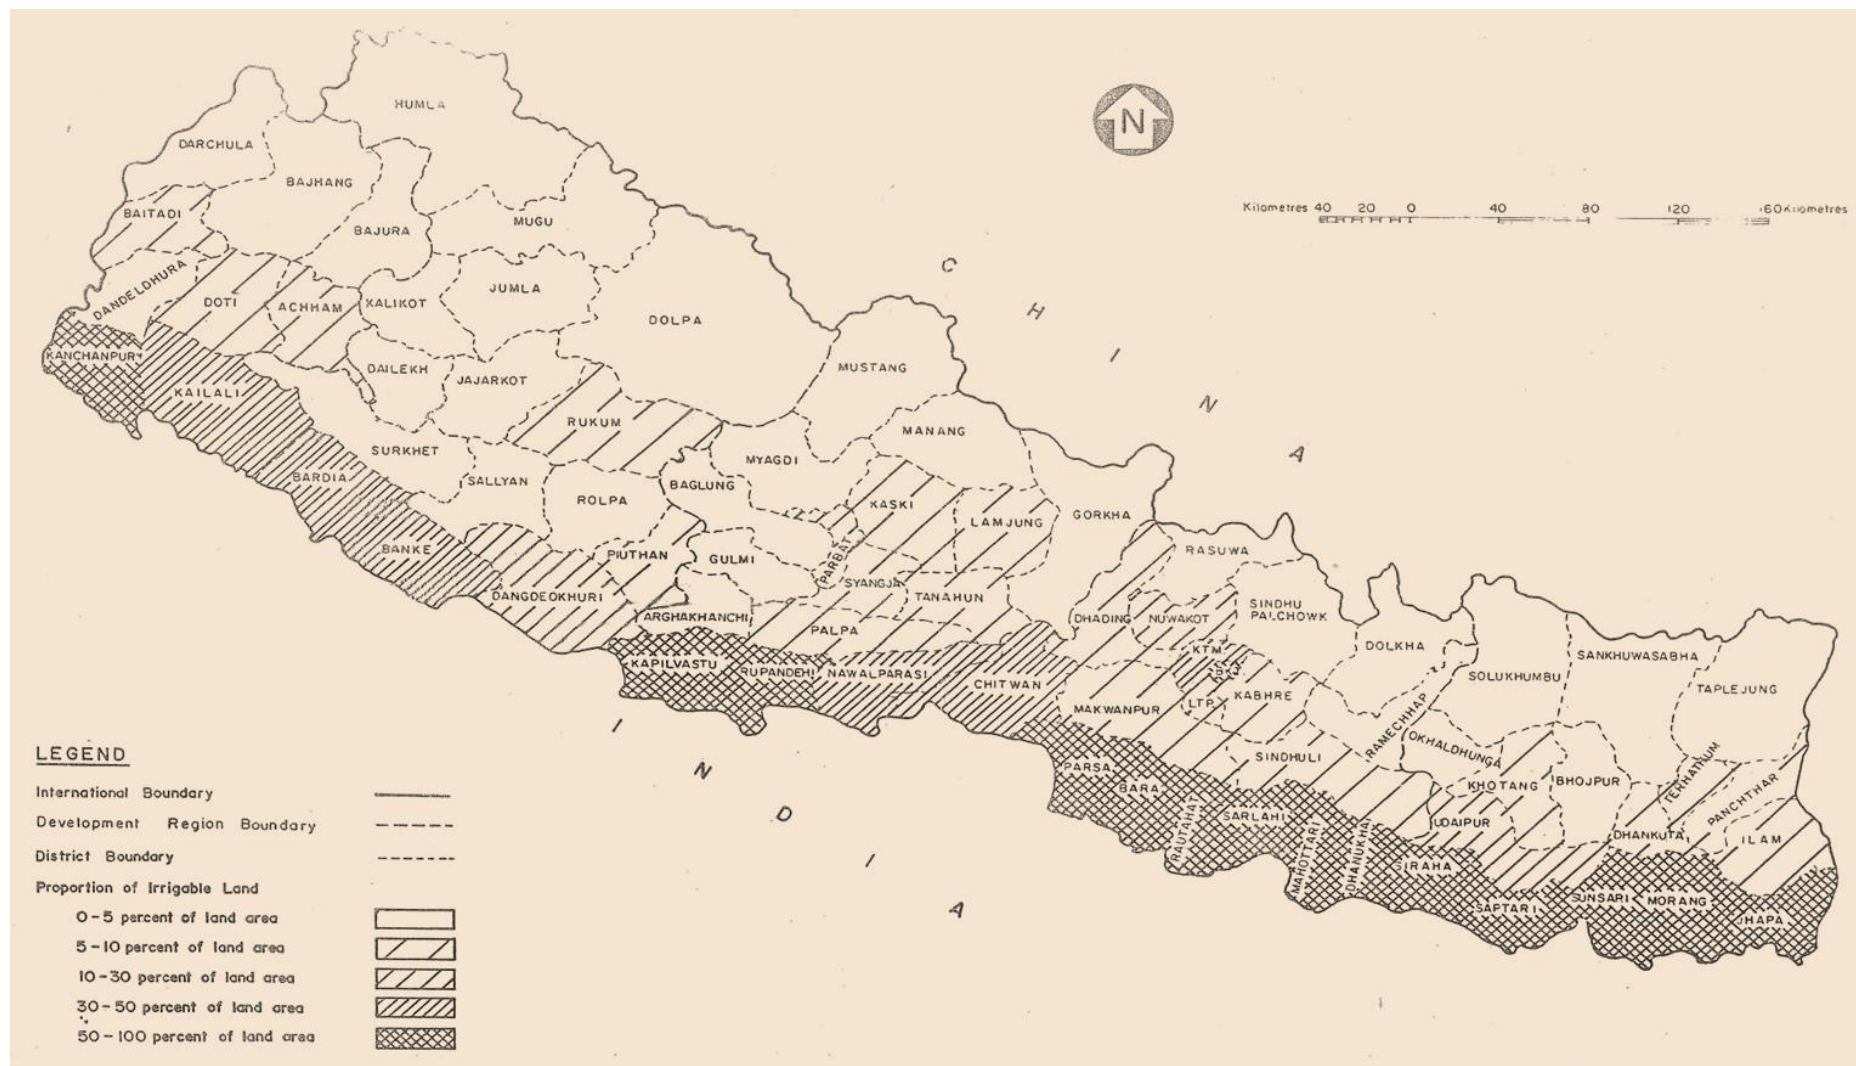 HUMLA
DARCHULA
BAJHANG
BAITADI
BAJURA
MUGU
DANDELDHURA
DOTI
ACHHAM
KALIKOT
JUMLA
DOLPA
KANCHANPUR
KAILALI
DAILEKH
JAJARKOT
RUKUM
MUSTANG
MANANG
SURKHET
MYAGDI
BARDIA
SALLYAN
ROLPA
BAGLUNG
KASKI
LAMJUNG
GORKHA
BANKE
PIUTHAN
GULMI
PARBAT
RASUWA
DANGDEOKHURI
SYANGJA
TANAHUN
ARGHAKHANCHI
PALPA
DHADING
NUWAKOT
SINDHU
PALCHOWK
KAPILVASTU
RUPANDEHI
NAWALPARASI
CHITWAN
KTM
DOLKHA
SANKHUWASABHA
SOLUKHUMBU
TAPLEJUNG
MAKWANPUR
LTP
KABHRE
RAMECHHAP
OKHALDHUNGA
SINDHULI
PARSA
BARA
KHOTANG
BHOJPUR
TERHATHUM
PANCHTHAR
RAUTAHAT
SARLAHI
MAHOTTARI
DHANUKHA
UDAIPUR
DHANKUTA
ILAM
SIRAHA
SAPTARI
SUNSARI
MORANG
JHAPA
N
Kilometres 40 20 0 40 80 120 160 Kilometres
C H I N A
I N D I A
LEGEND
International Boundary
Development Region Boundary
District Boundary
Proportion of Irrigable Land
0-5 percent of land area
5-10 percent of land area
10-30 percent of land area
30-50 percent of land area
50-100 percent of land area